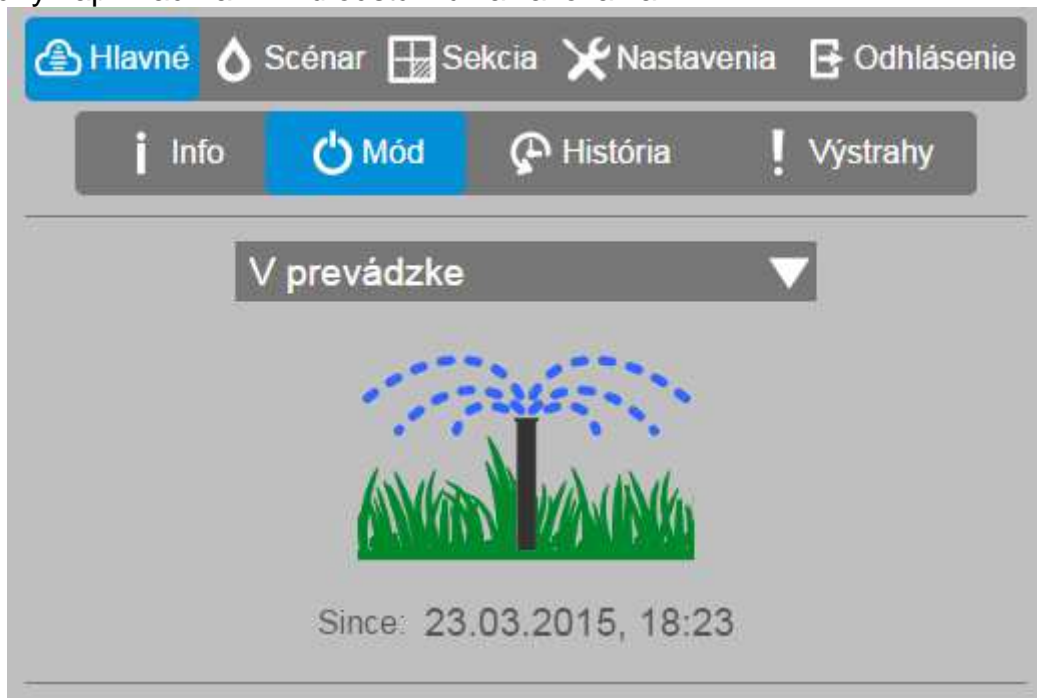 Hlavné Scénar Sekcia Nastavenia Odhlásenie
Info Mód História Výstrahy
V prevádzke
Since: 23.03.2015, 18:23